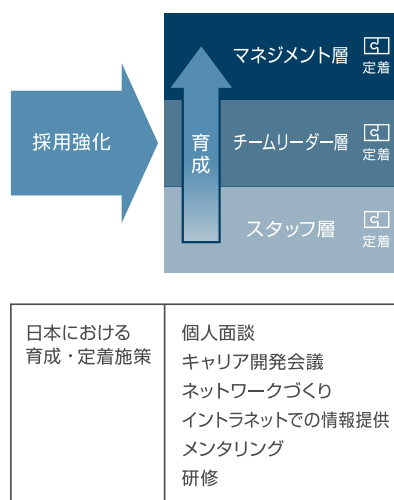 マネジメント層
定着
採用強化
育成
チームリーダー層
定着
スタッフ層
定着
日本における
育成・定着施策
個人面談
キャリア開発会議
ネットワークづくり
イントラネットでの情報提供
メンタリング
研修